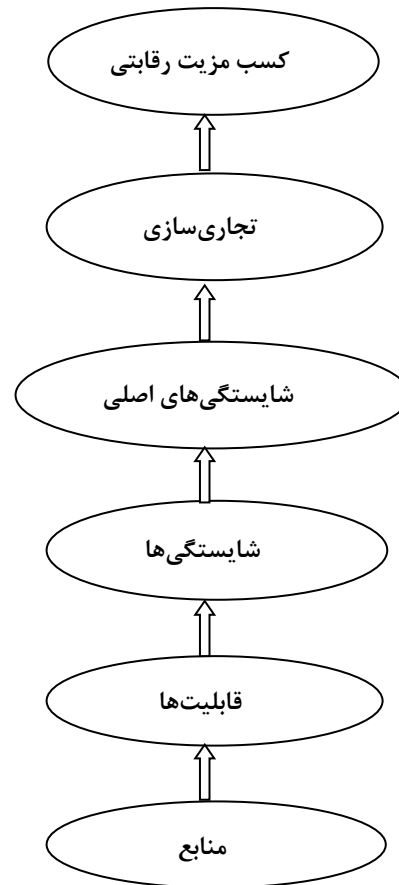 کسب مزیت رقابتی
تجاری‌سازی
شایستگی‌های اصلی
شایستگی‌ها
قابلیت‌ها
منابع